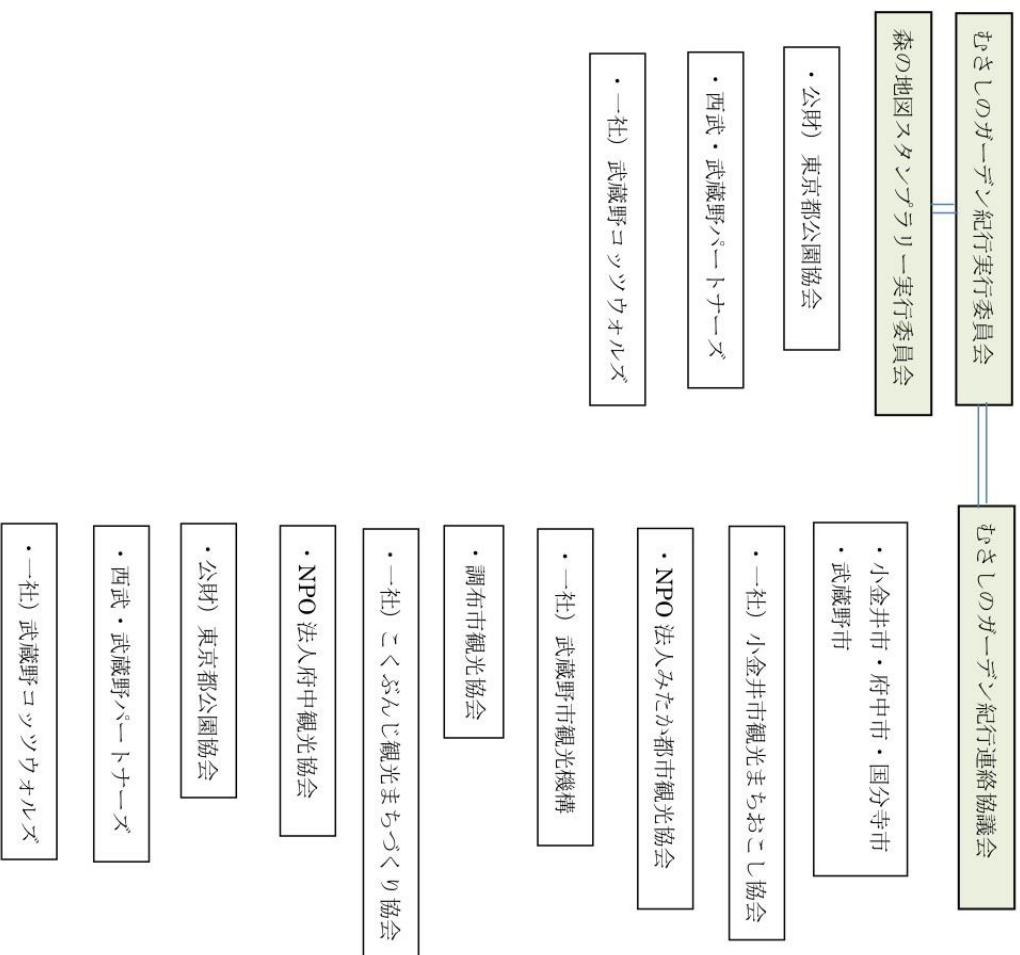 むさしのガーデン紀行実行委員会
森の地図スタンプラリー実行委員会
・公財） 東京都公園協会
・西武・武蔵野パートナーズ
・一社） 武蔵野コッツウォルズ
むさしのガーデン紀行連絡協議会
・小金井市・府中市・国分寺市
・武蔵野市
・一社） 小金井市観光まちおこし協会
・NPO 法人みたか都市観光協会
・一社） 武蔵野市観光機構
・調布市観光協会
・一社）こくぶんじ観光まちづくり協会
・NPO 法人府中観光協会
・公財）東京都公園協会
・西武・武蔵野パートナーズ
・一社）武蔵野コッツウォルズ